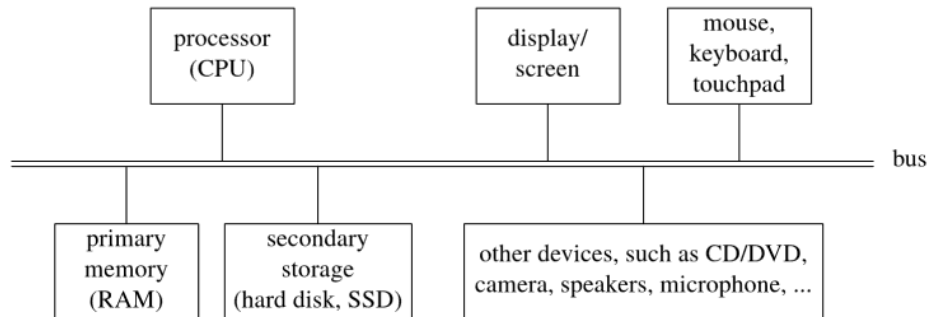 processor
(CPU)
display/
screen
mouse,
keyboard,
touchpad
bus
primary
memory
(RAM)
secondary
storage
(hard disk, SSD)
other devices, such as CD/DVD,
camera, speakers, microphone, ...